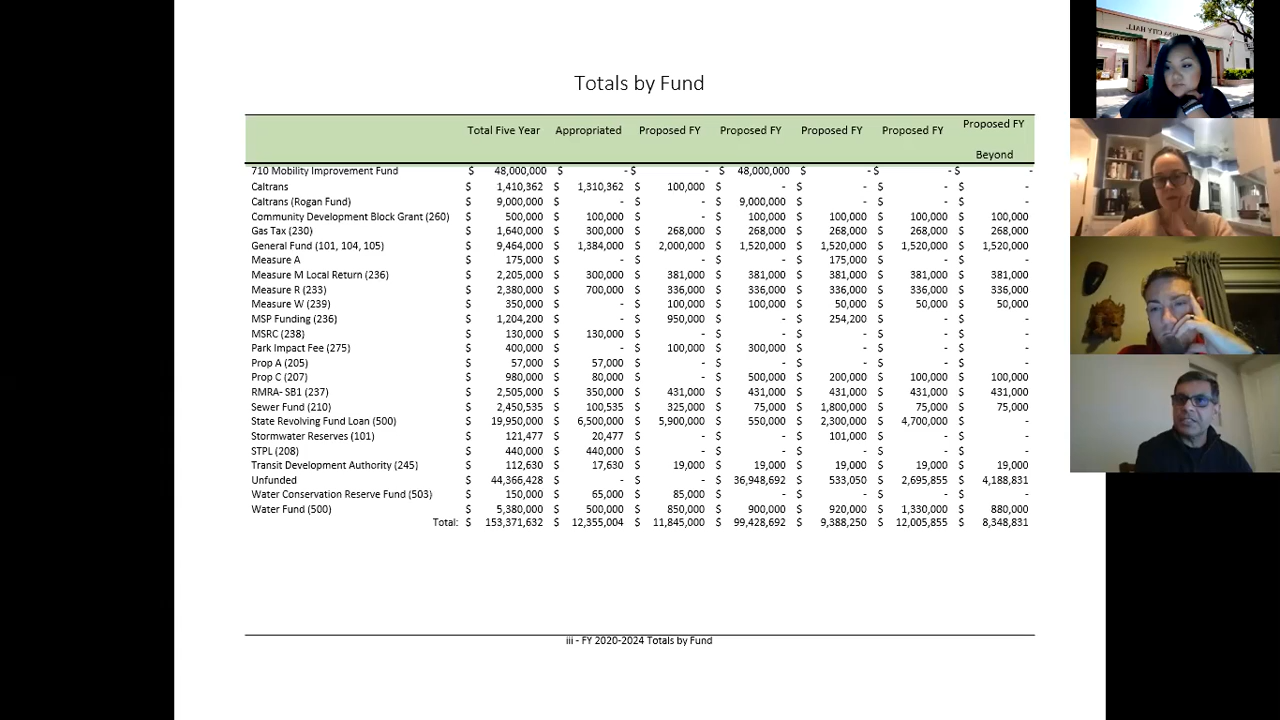 Totals by Fund
Total Five Year Appropriated Proposed FY Proposed FY Proposed FY Proposed FY Proposed FY Beyond
710 Mobility Improvement Fund $ 48,000,000 $ - $ - $ 48,000,000 $ - $ - $ -
Caltrans $ 1,410,362 $ 1,310,362 $ 100,000 $ - $ - $ - $ -
Caltrans (Rogan Fund) $ 9,000,000 $ - $ - $ 9,000,000 $ - $ - $ -
Community Development Block Grant (260) $ 500,000 $ 100,000 $ - $ 100,000 $ 100,000 $ 100,000 $ 100,000
Gas Tax (230) $ 1,640,000 $ 300,000 $ 268,000 $ 268,000 $ 268,000 $ 268,000 $ 268,000
General Fund (101, 104, 105) $ 9,464,000 $ 1,384,000 $ 2,000,000 $ 1,520,000 $ 1,520,000 $ 1,520,000 $ 1,520,000
Measure A $ 175,000 $ - $ - $ - $ 175,000 $ - $ -
Measure M Local Return (236) $ 2,205,000 $ 300,000 $ 381,000 $ 381,000 $ 381,000 $ 381,000 $ 381,000
Measure R (233) $ 2,380,000 $ 700,000 $ 336,000 $ 336,000 $ 336,000 $ 336,000 $ 336,000
Measure W (239) $ 350,000 $ - $ 100,000 $ 100,000 $ 50,000 $ 50,000 $ 50,000
MSP Funding (236) $ 1,204,200 $ - $ 950,000 $ - $ 254,200 $ - $ -
MSRC (238) $ 130,000 $ 130,000 $ - $ - $ - $ - $ -
Park Impact Fee (275) $ 400,000 $ - $ 100,000 $ 300,000 $ - $ - $ -
Prop A (205) $ 57,000 $ 57,000 $ - $ - $ - $ - $ -
Prop C (207) $ 980,000 $ 80,000 $ - $ 500,000 $ 200,000 $ 100,000 $ 100,000
RMRA- SB1 (237) $ 2,505,000 $ 350,000 $ 431,000 $ 431,000 $ 431,000 $ 431,000 $ 431,000
Sewer Fund (210) $ 2,450,535 $ 100,535 $ 325,000 $ 75,000 $ 1,800,000 $ 75,000 $ 75,000
State Revolving Fund Loan (500) $ 19,950,000 $ 6,500,000 $ 5,900,000 $ 550,000 $ 2,300,000 $ 4,700,000 $ -
Stormwater Reserves (101) $ 121,477 $ 20,477 $ - $ - $ 101,000 $ - $ -
STPL (208) $ 440,000 $ 440,000 $ - $ - $ - $ - $ -
Transit Development Authority (245) $ 112,630 $ 17,630 $ 19,000 $ 19,000 $ 19,000 $ 19,000 $ 19,000
Unfunded $ 44,366,428 $ - $ - $ 36,948,692 $ 533,050 $ 2,695,855 $ 4,188,831
Water Conservation Reserve Fund (503) $ 150,000 $ 65,000 $ 85,000 $ - $ - $ - $ -
Water Fund (500) $ 5,380,000 $ 500,000 $ 850,000 $ 900,000 $ 920,000 $ 1,330,000 $ 880,000
Total: $ 153,371,632 $ 12,355,004 $ 11,845,000 $ 99,428,692 $ 9,388,250 $ 12,005,855 $ 8,348,831
iii - FY 2020-2024 Totals by Fund
CITY HALL